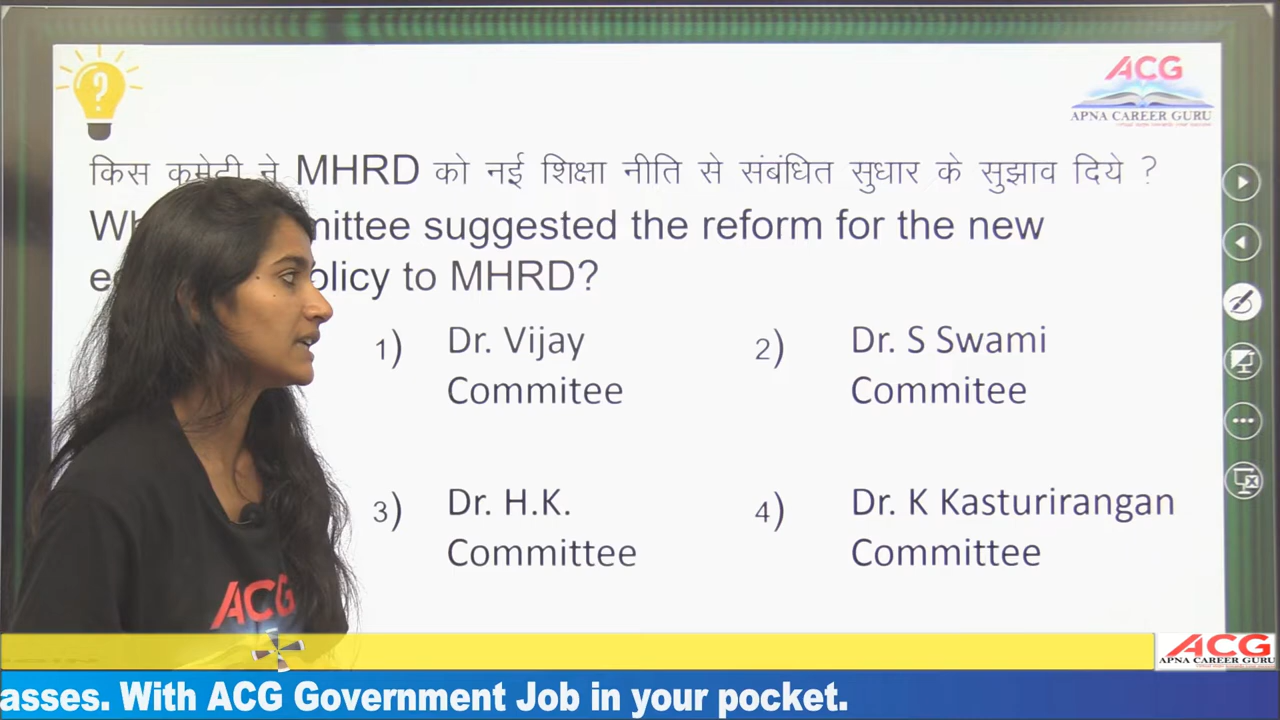 ACG
APNA CAREER GURU
किस कमेटी ने MHRD को नई शिक्षा नीति से संबंधित सुधार के सुझाव दिये ?
mittee suggested the reform for the new
olicy to MHRD?
1) Dr. Vijay
Commitee
2) Dr. S Swami
Commitee
3) Dr. H.K.
Committee
4) Dr. K Kasturirangan
Committee
ACG
ACG
APNA CAREER GURU
asses. With ACG Government Job in your pocket.